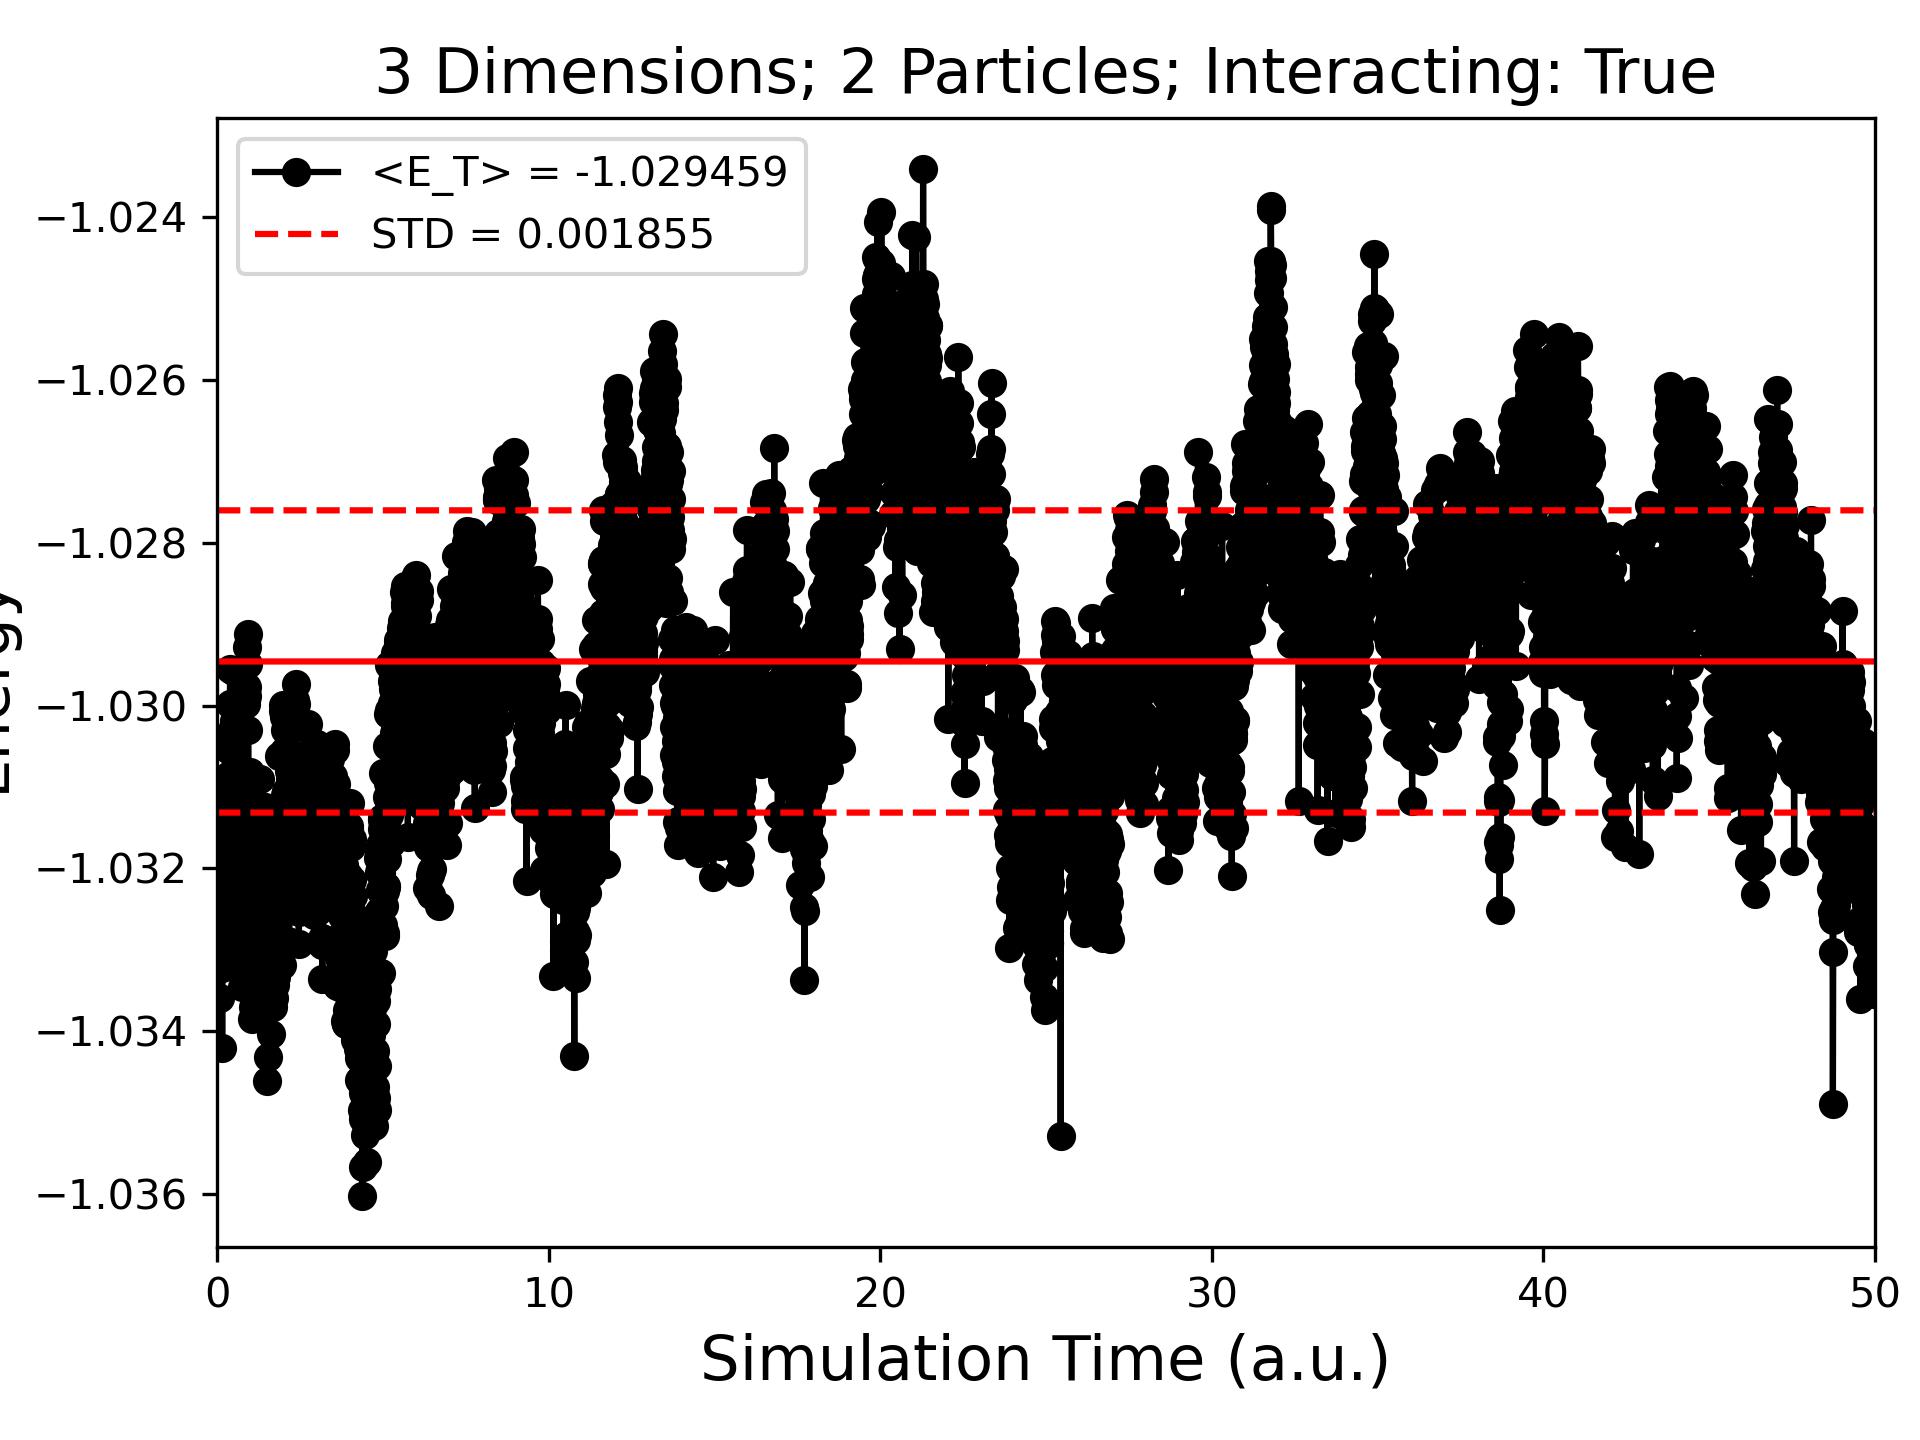 3 Dimensions; 2 Particles; Interacting: True
<E_T> = -1.029459
STD = 0.001855
−1.024
−1.026
−1.028
−1.030
−1.032
−1.034
−1.036
Energy
0 10 20 30 40 50
Simulation Time (a.u.)